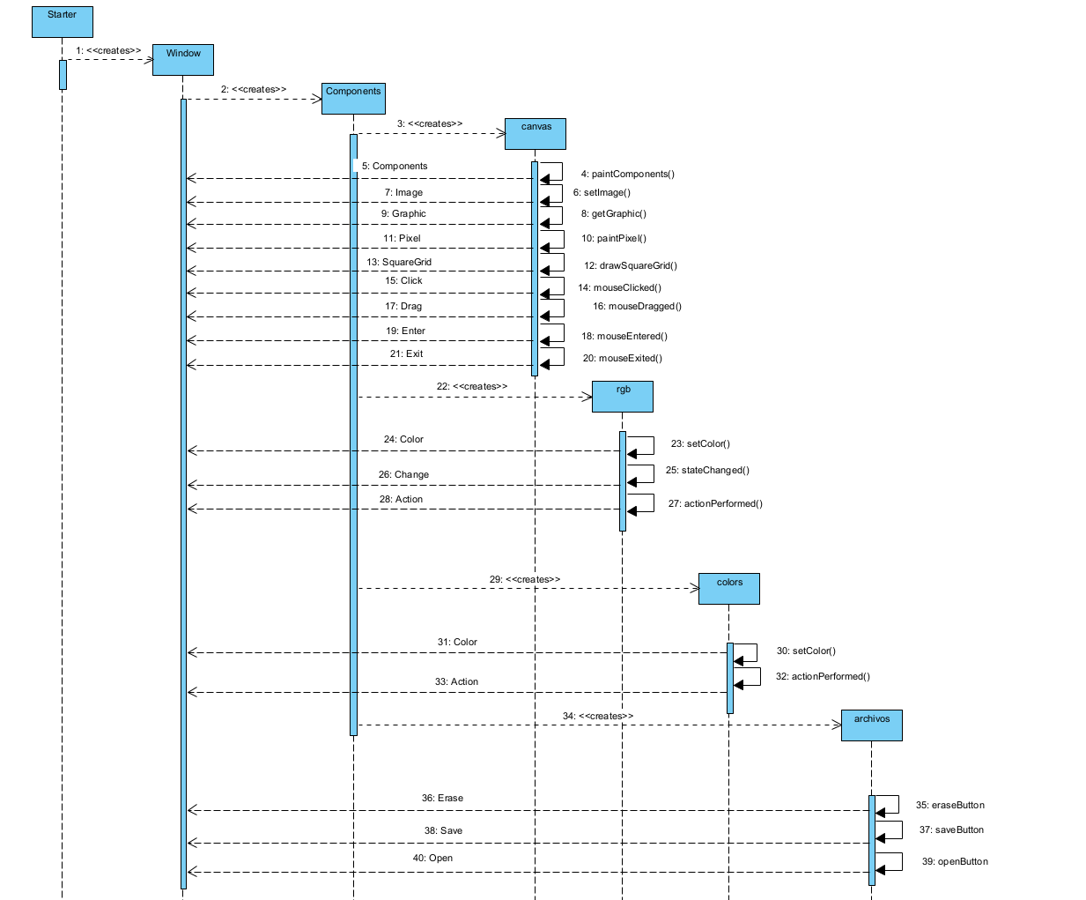 Starter
1: <<creates>>
Window
2: <<creates>>
Components
3: <<creates>>
canvas
5: Components
4: paintComponents()
7: Image
6: setImage()
9: Graphic
8: getGraphic()
11: Pixel
10: paintPixel()
13: SquareGrid
12: drawSquareGrid()
15: Click
14: mouseClicked()
17: Drag
16: mouseDragged()
19: Enter
18: mouseEntered()
21: Exit
20: mouseExited()
22: <<creates>>
rgb
24: Color
23: setColor()
26: Change
25: stateChanged()
28: Action
27: actionPerformed()
29: <<creates>>
colors
31: Color
30: setColor()
33: Action
32: actionPerformed()
34: <<creates>>
archivos
36: Erase
35: eraseButton
38: Save
37: saveButton
40: Open
39: openButton